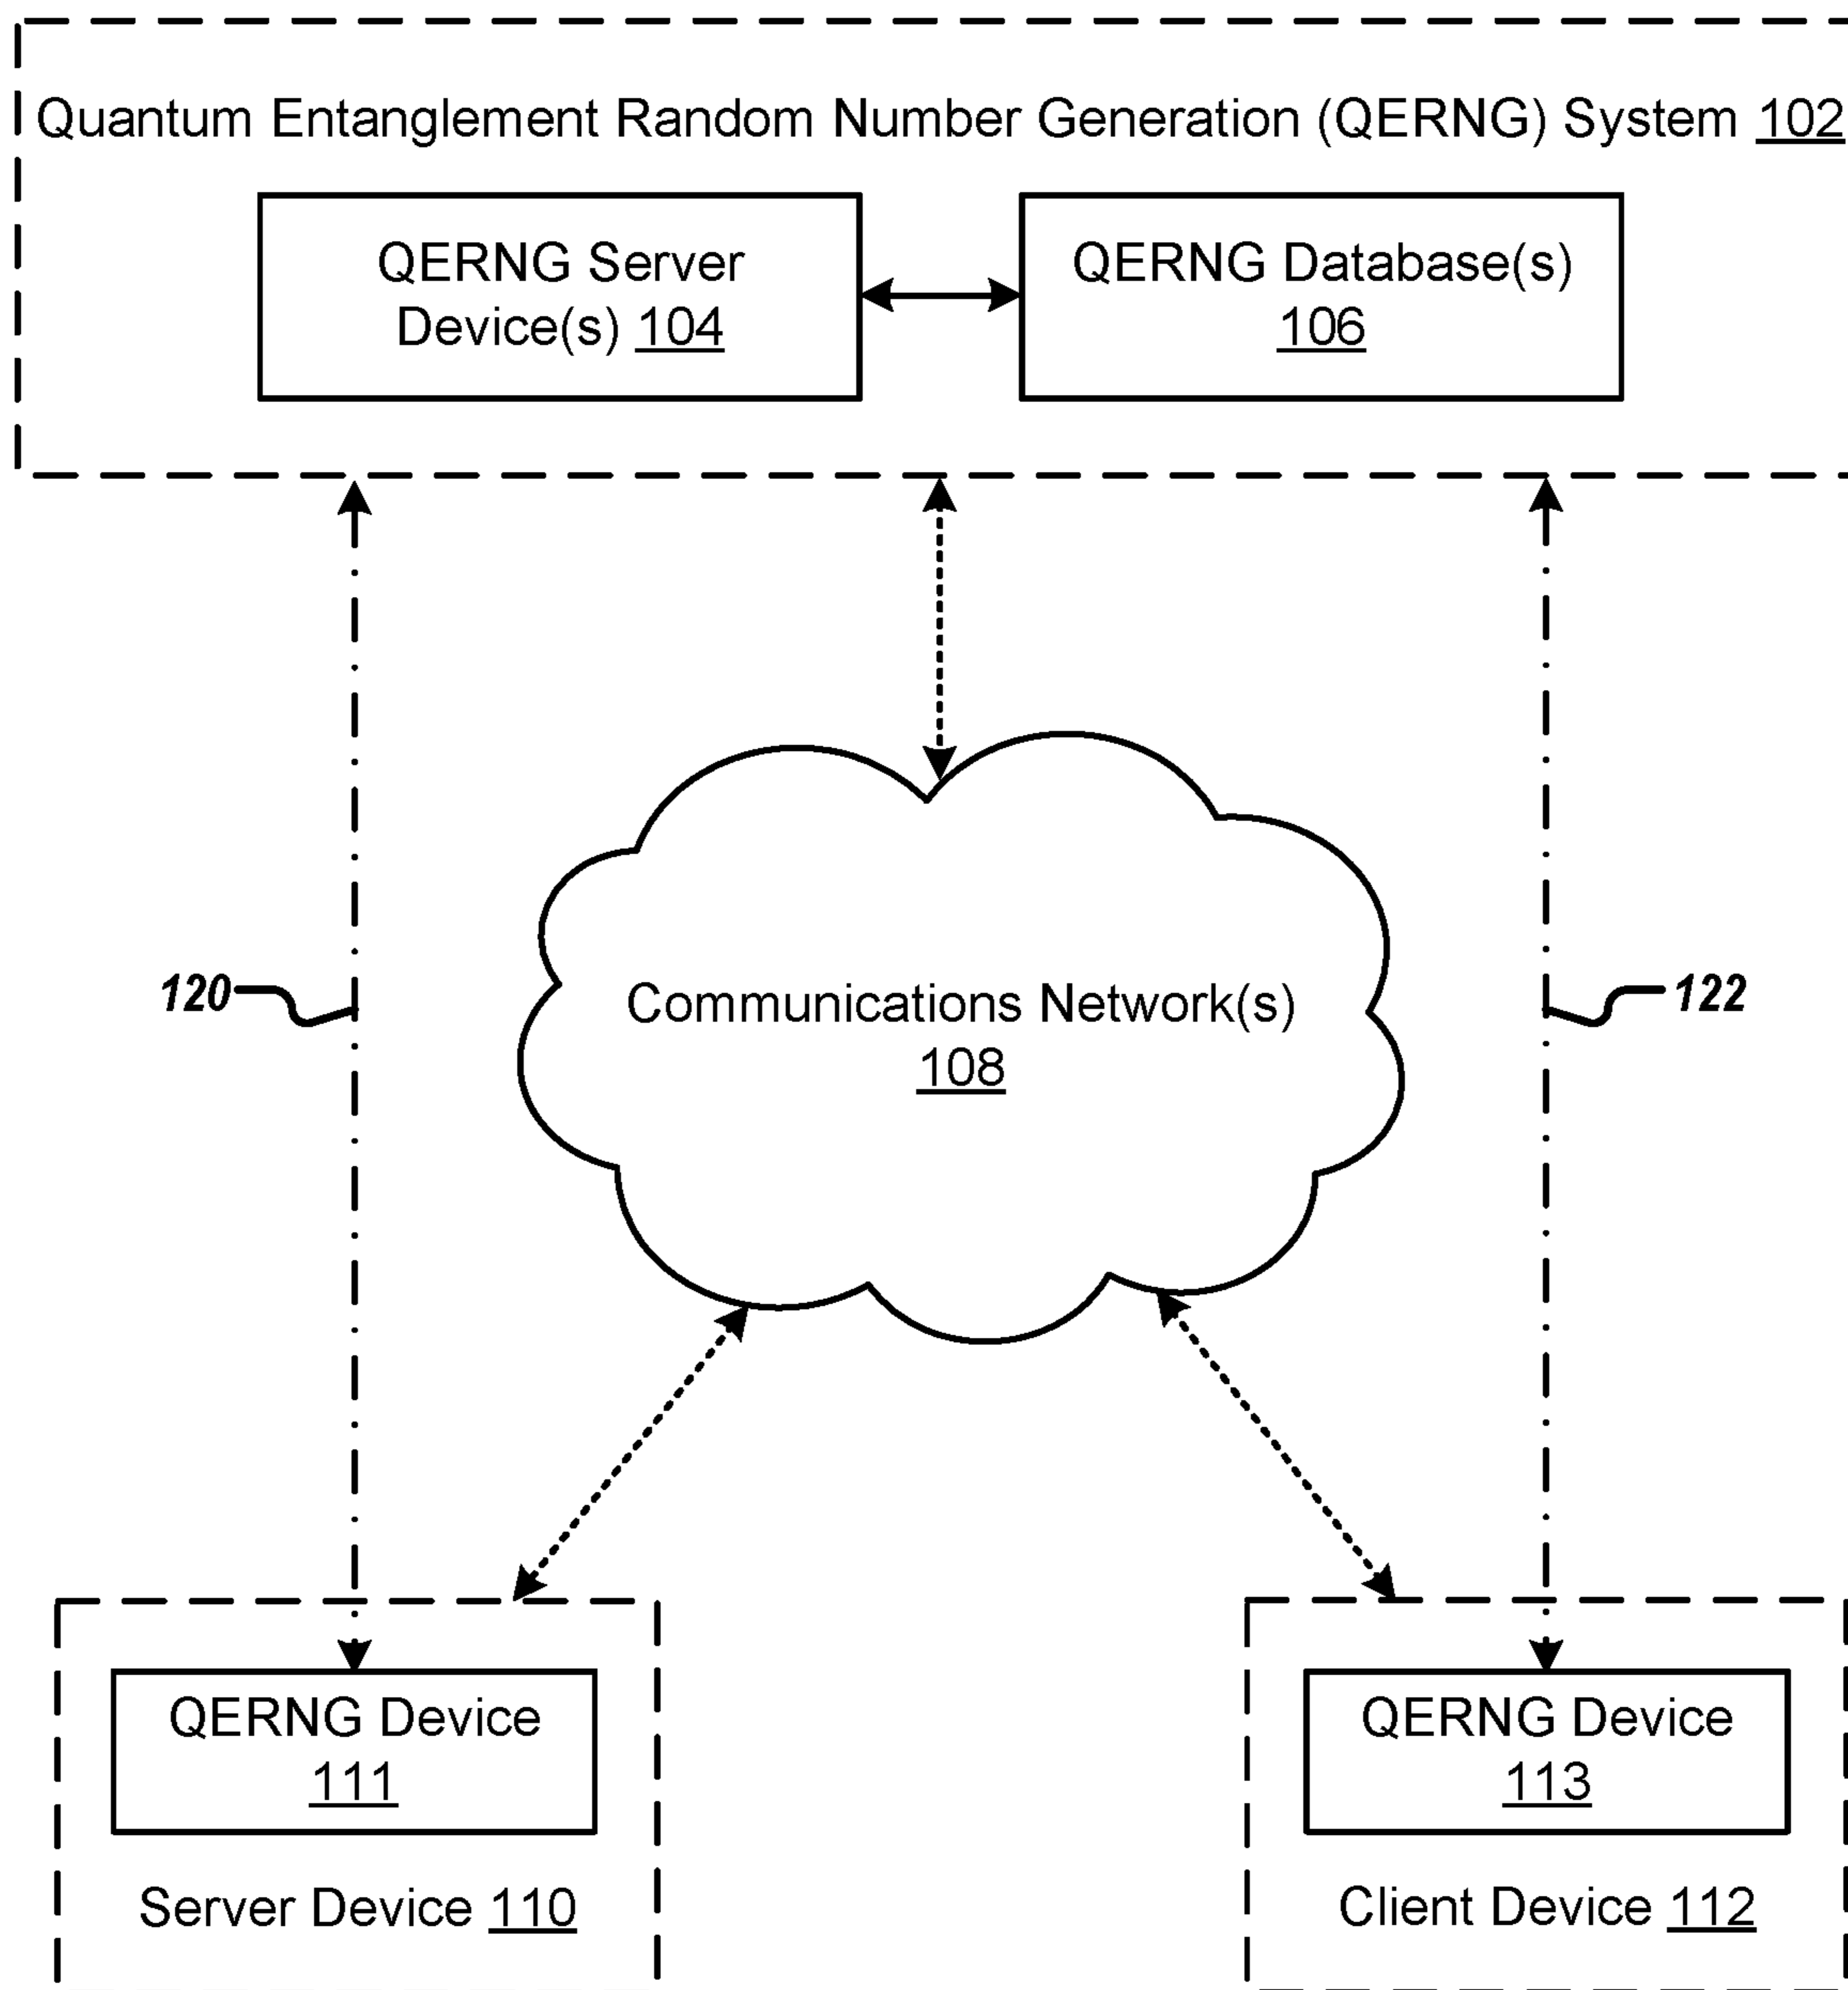 Quantum Entanglement Random Number Generation (QERNG) System 102
QERNG Server
Device(s) 104
QERNG Database(s)
106
120
Communications Network(s)
108
122
QERNG Device
111
Server Device 110
QERNG Device
113
Client Device 112